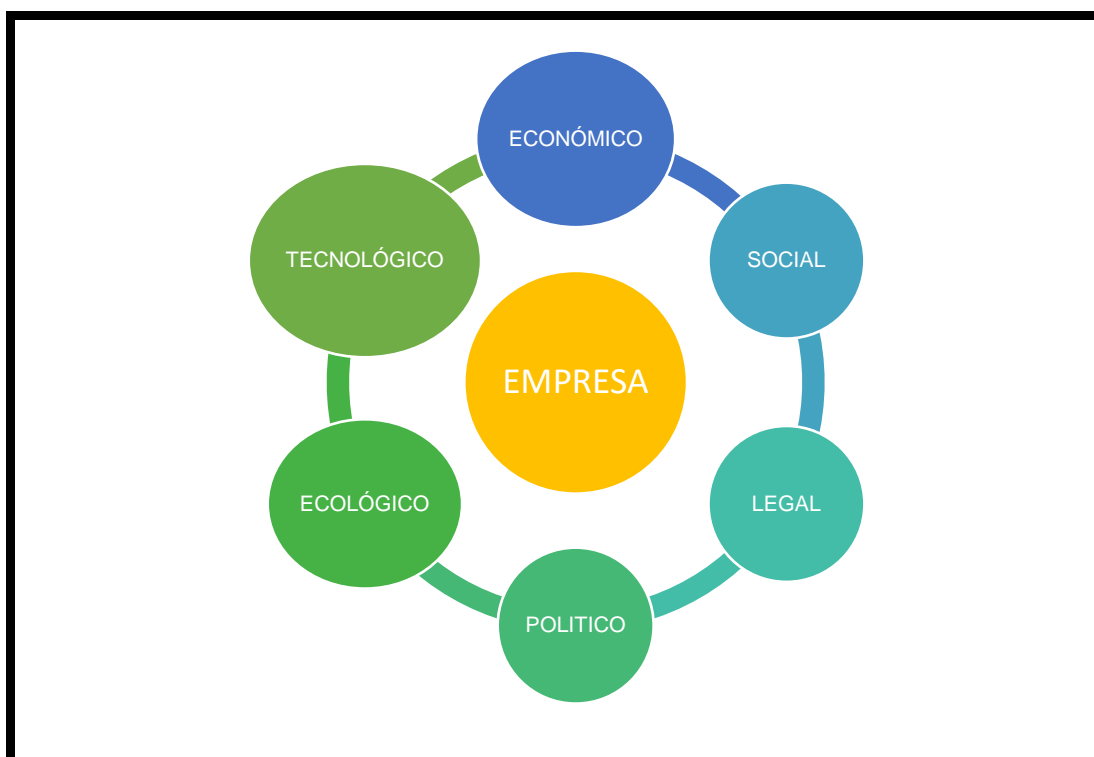 ECONÓMICO
TECNOLÓGICO
SOCIAL
EMPRESA
ECOLÓGICO
LEGAL
POLITICO